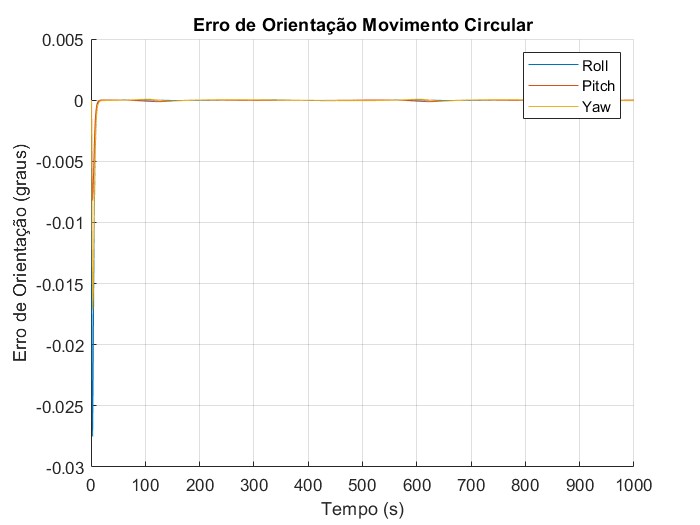 Erro de Orientação Movimento Circular
0.005
0
-0.005
-0.01
-0.015
-0.02
-0.025
-0.03
Erro de Orientação (graus)
Roll
Pitch
Yaw
0 100 200 300 400 500 600 700 800 900 1000
Tempo (s)